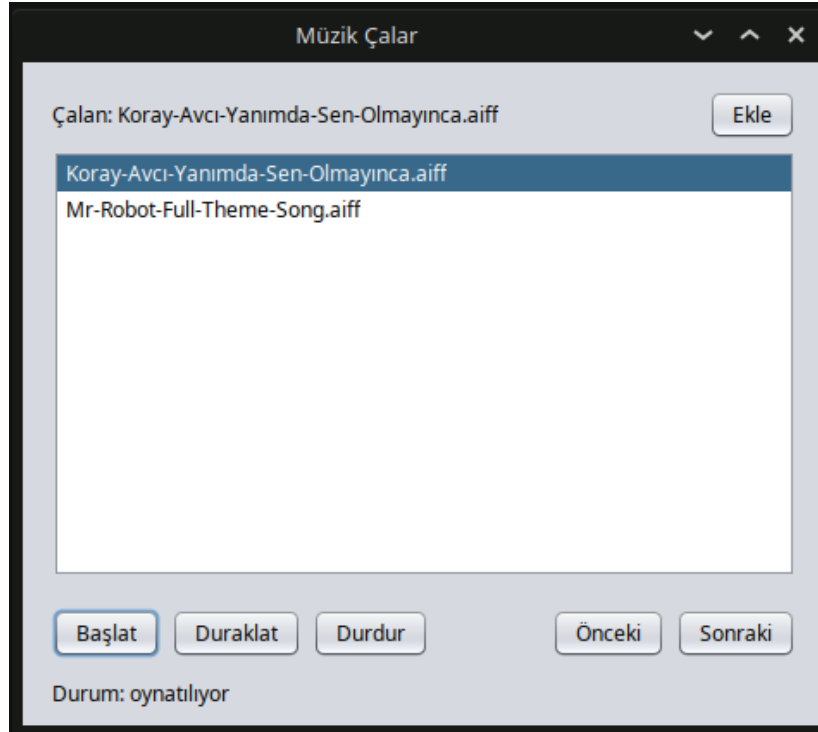 Müzik Çalar
Çalan: Koray-Avcı-Yanımda-Sen-Olmayınca.aiff Ekle
Koray-Avcı-Yanımda-Sen-Olmayınca.aiff
Mr-Robot-Full-Theme-Song.aiff
Başlat Duraklat Durdur Önceki Sonraki
Durum: oynatılıyor